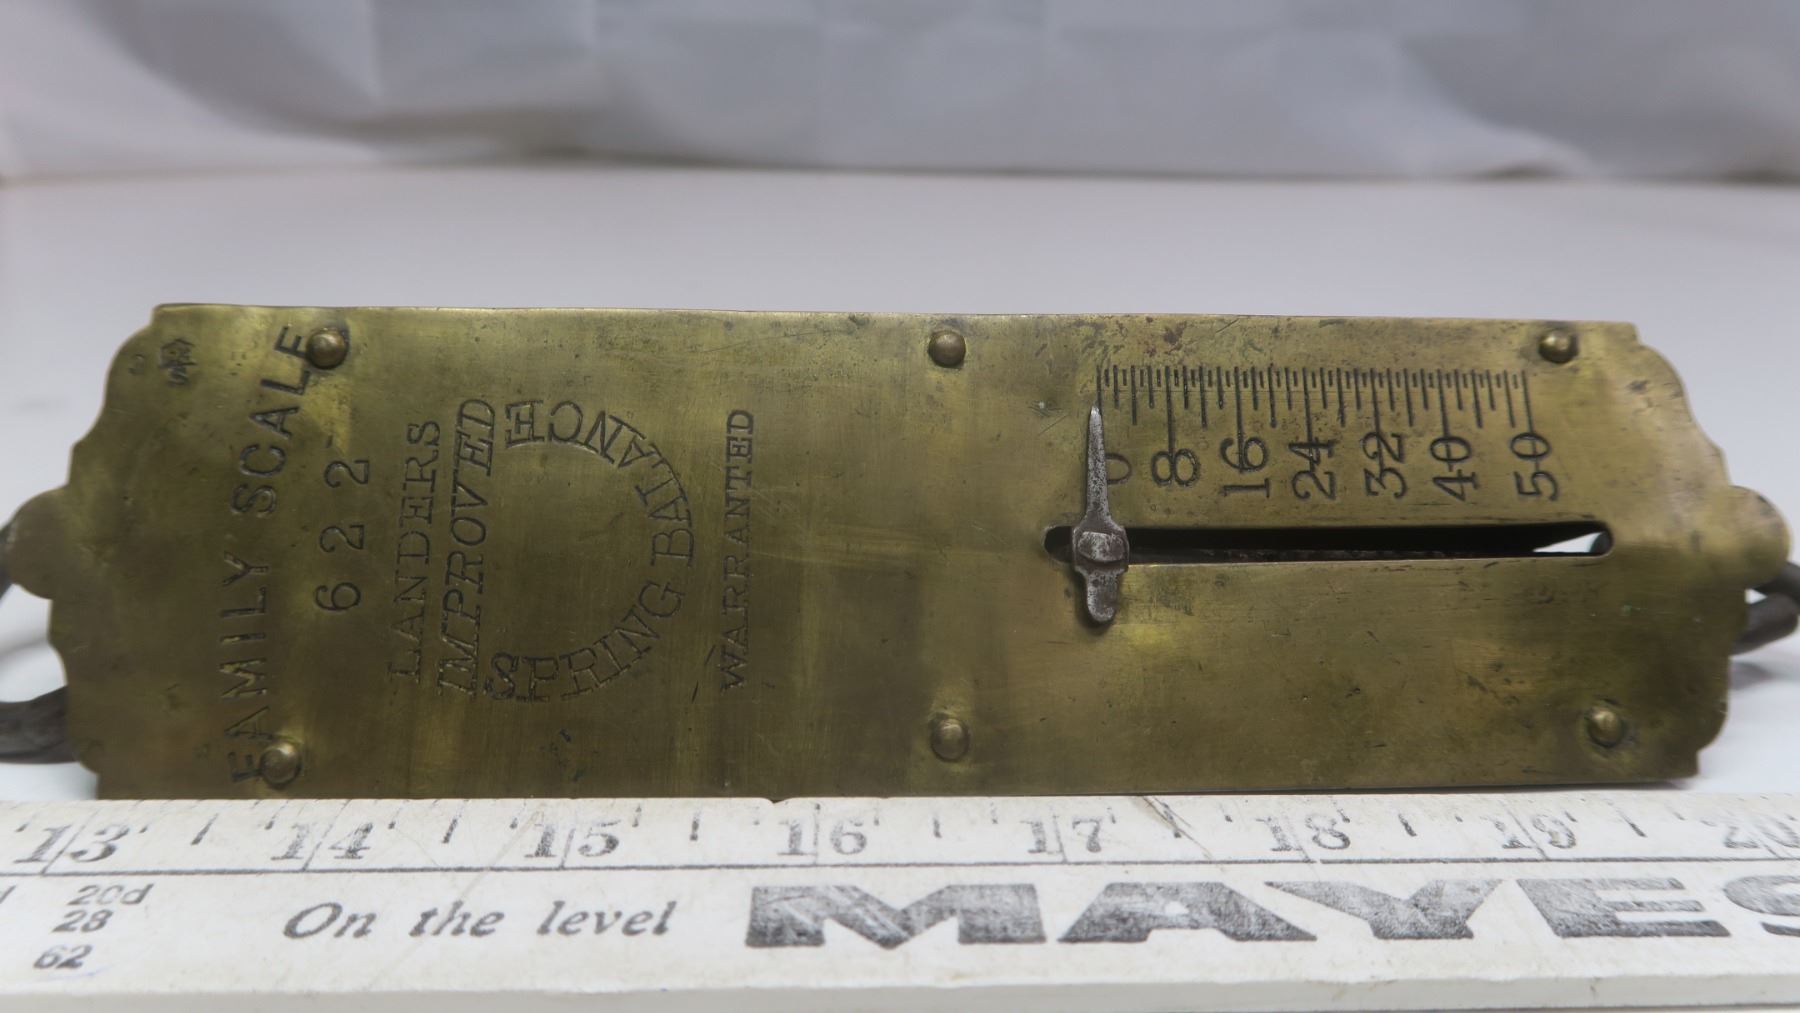 FAMILY SCALE
622
LANDERS
IMPROVED
SPRING BALANCE
WARRANTED
0 8 16 24 32 40 50
13 14 15 16 17 18 19 20
20d
28
62
On the level
MAYES